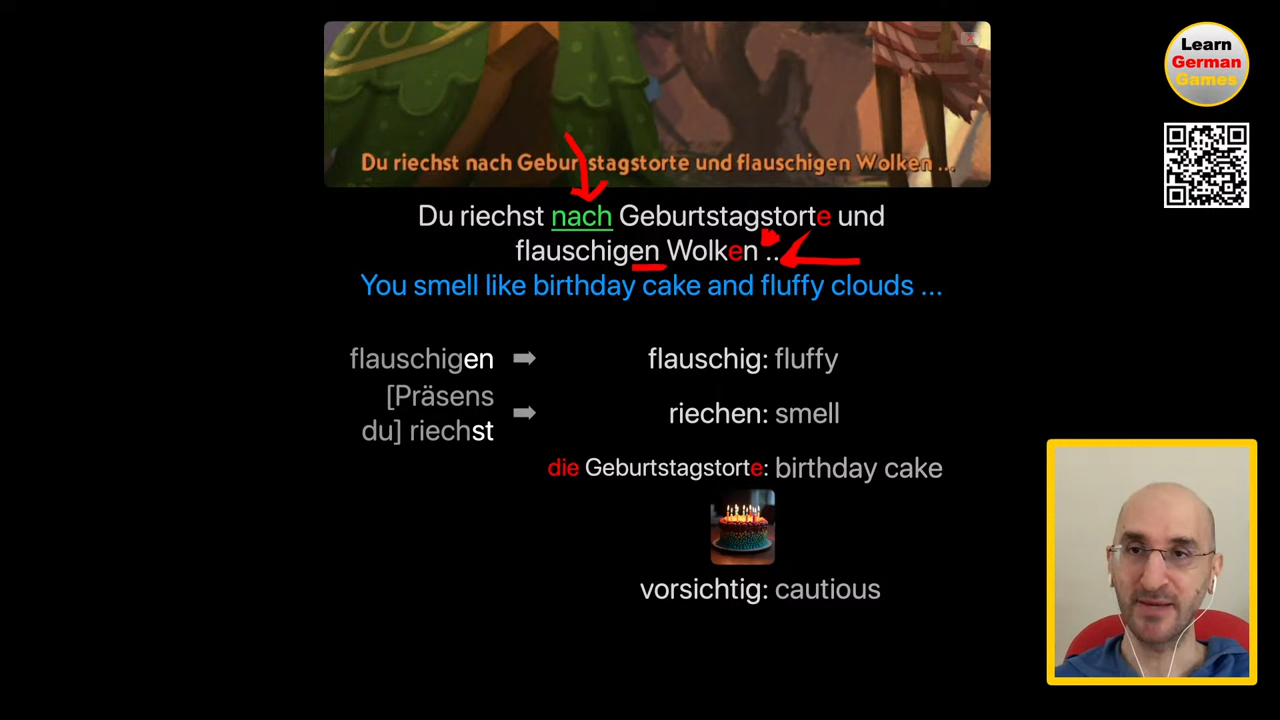 Learn
German
Games
Du riechst nach Geburtstagstorte und flauschigen Wolken ...
Du riechst nach Geburtstagstorte und
flauschigen Wolken ...
You smell like birthday cake and fluffy clouds ...
flauschigen ➡ flauschig: fluffy
[Präsens
du] riechst ➡ riechen: smell
die Geburtstagstorte: birthday cake
vorsichtig: cautious